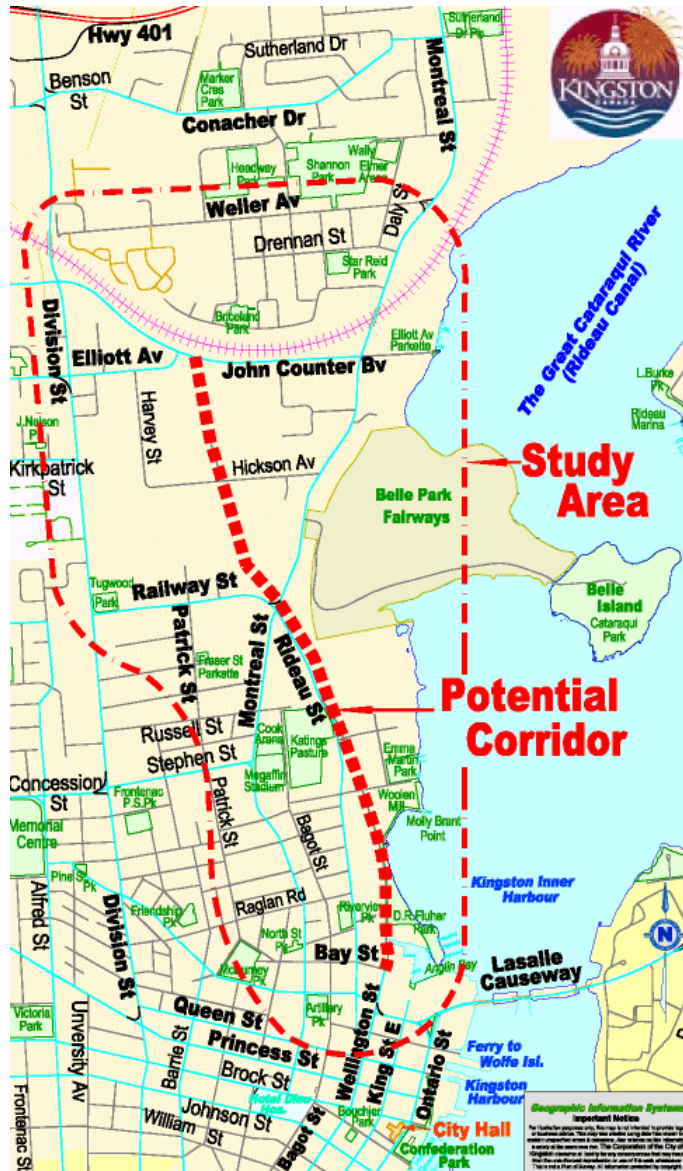 Hwy 401
Sutherland Dr
Sutherland
Dr Pk
Benson
St
Marker
Cres
Park
Montreal St
KINGSTON
CANADA
Conacher Dr
Headway
Park
Shannon
Park
Wally
Elmer
Arena
Weller Av
Daly St
Drennan St
Star Reid
Park
The Great Cataraqui River
(Rideau Canal)
Briceland
Park
Elliott Av
Parkette
Division St
Elliott Av
John Counter Bv
L.Burke
Pk
Rideau
Marina
Harvey St
J.Nelson
Kirkpatrick
St
Hickson Av
Study
Area
Belle Park
Fairways
Belle
Island
Cataraqui
Park
Tugwood
Park
Railway St
Patrick St
Montreal St
Rideau St
Fraser St
Parkette
Potential
Corridor
Russell St
Stephen St
Cook
Arena
Megaffin
Stadium
Katings
Pasture
Emma
Martin
Park
Concession
St
Frontenac
P.S.Pk
Patrick St
Woolen
Mill
Molly Brant
Point
Memorial
Centre
Bagot St
Pine St
Pk
Kingston Inner
Harbour
Alfred St
Division St
Friendship
Pk
Raglan Rd
Riverview
Pk
D.R.Fluher
Park
North St
Pk
N
Bay St
McBurney
Pk
Anglin Bay
Lasalle
Causeway
Victoria
Park
Unversity Av
Queen St
Artillery
Pk
Wellington St
King St E
Ontario St
Princess St
Ferry to
Wolfe Isl.
Barrie St
Brock St
Hotel Dieu
Hos.
Kingston
Harbour
Johnson St
William St
Bagot St
Boucher
Park
City Hall
Confederation
Park
Frontenac St
Geographic Information Systems
Important Notice